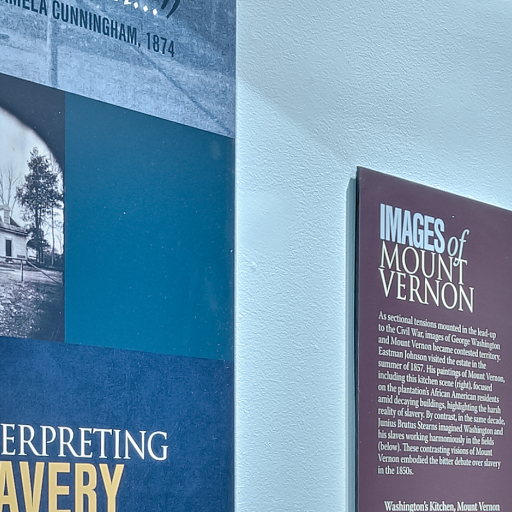 AMELA CUNNINGHAM, 1874
ERPRETING
AVERY
IMAGES of
MOUNT
VERNON
As sectional tensions mounted in the lead-up
to the Civil War, images of George Washington
and Mount Vernon became contested territory.
Eastman Johnson visited the estate in the
summer of 1857. His paintings of Mount Vernon,
including this kitchen scene (right), focused
on the plantation's African American residents
amid decaying buildings, highlighting the harsh
reality of slavery. By contrast, in the same decade,
Junius Brutus Stearns imagined Washington and
his slaves working harmoniously in the fields
(below). These contrasting visions of Mount
Vernon embodied the bitter debate over slavery
in the 1850s.
Washington's Kitchen, Mount Vernon